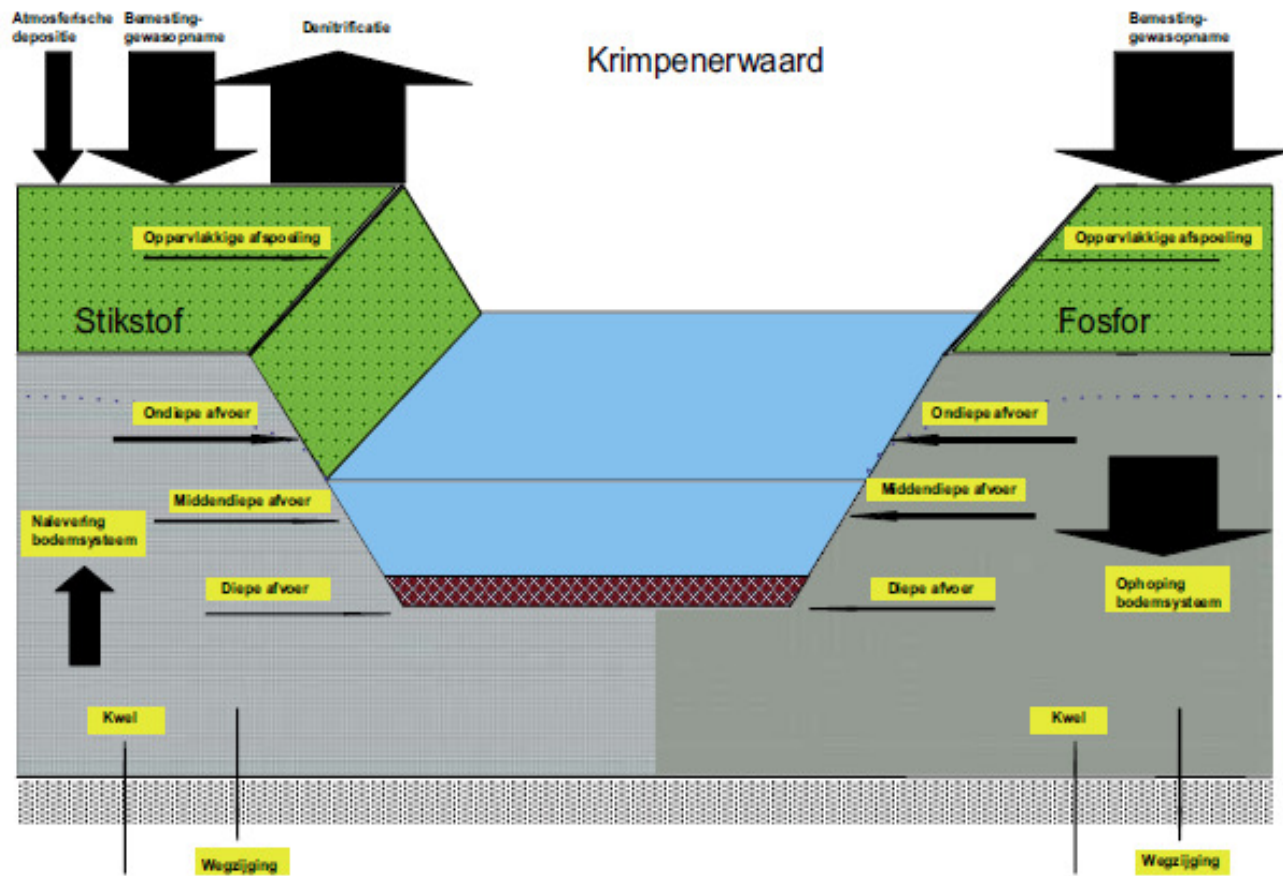 Atmosferische
depositie
Bemesting-
gewasopname
Denitrificatie
Krimpenerwaard
Bemesting-
gewasopname
Oppervlakkige afspoeling
Oppervlakkige afspoeling
Stikstof
Fosfor
Ondiepe afvoer
Ondiepe afvoer
Middendiepe afvoer
Middendiepe afvoer
Nalevering
bodemsysteem
Diepe afvoer
Diepe afvoer
Ophoping
bodemsysteem
Kwel
Kwel
Wegzijging
Wegzijging